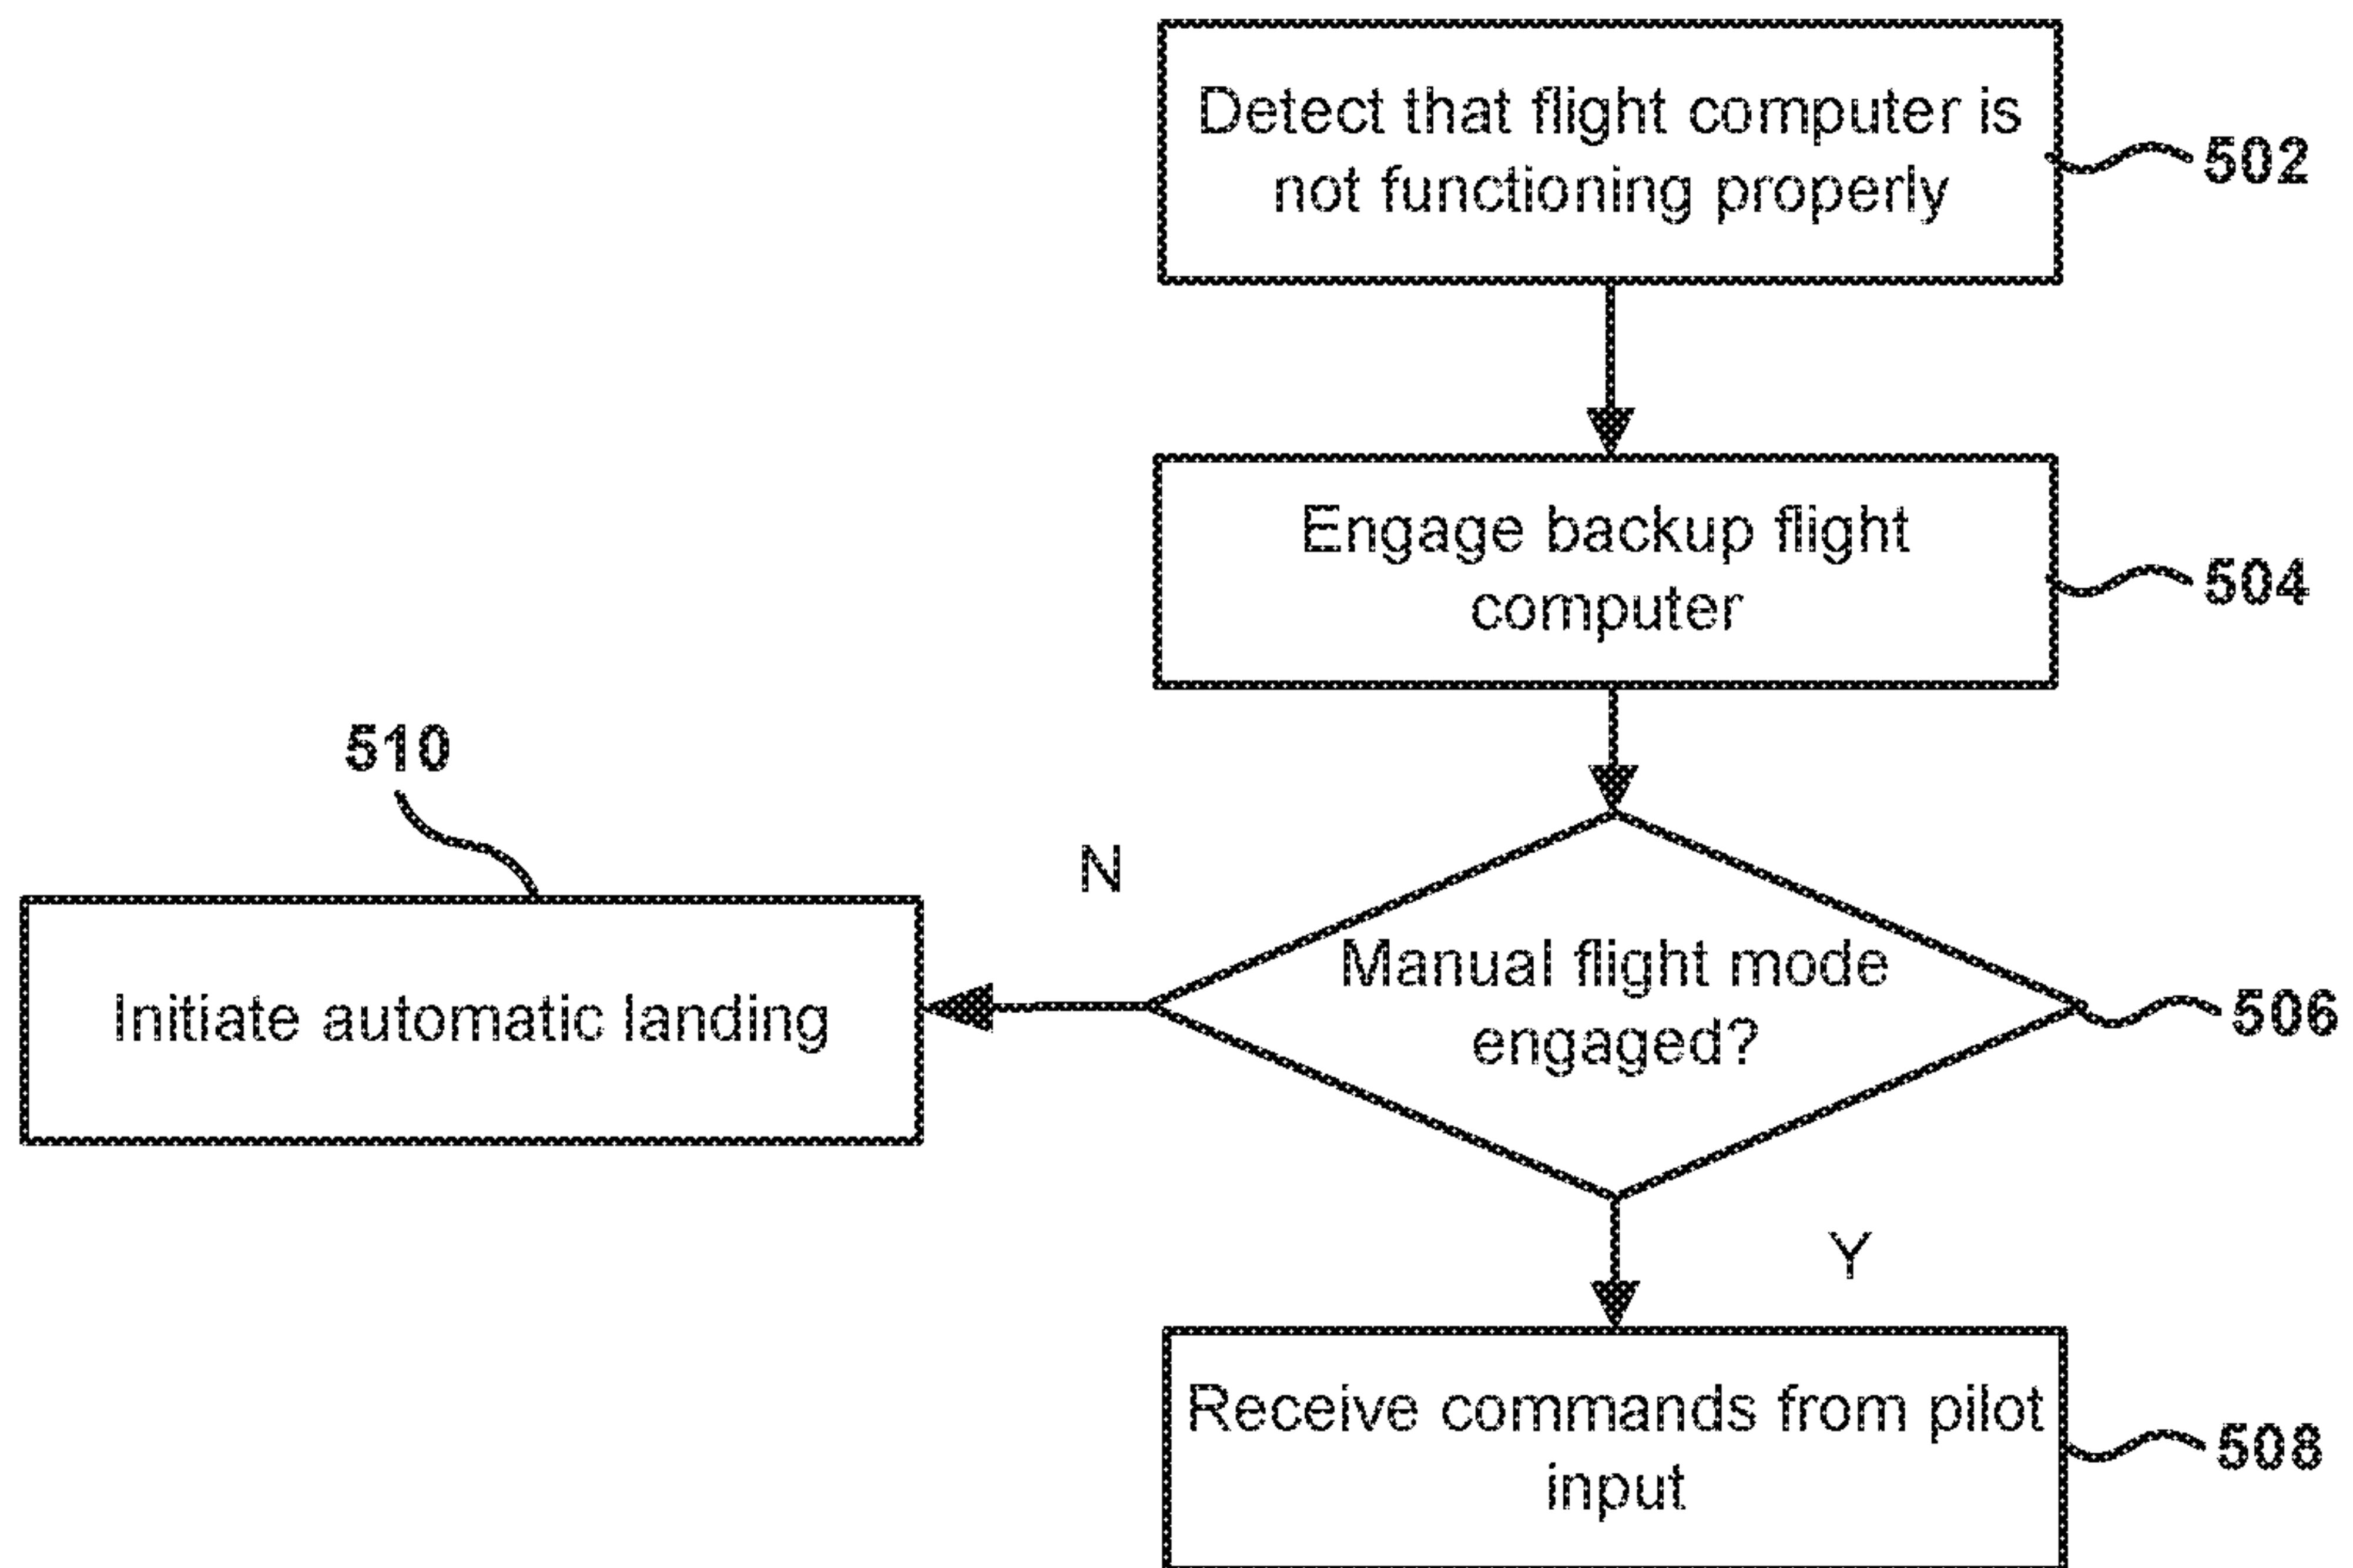 Detect that flight computer is
not functioning properly
502
Engage backup flight
computer
504
510
N
Initiate automatic landing
Manual flight mode
engaged?
506
Y
Receive commands from pilot
input
508